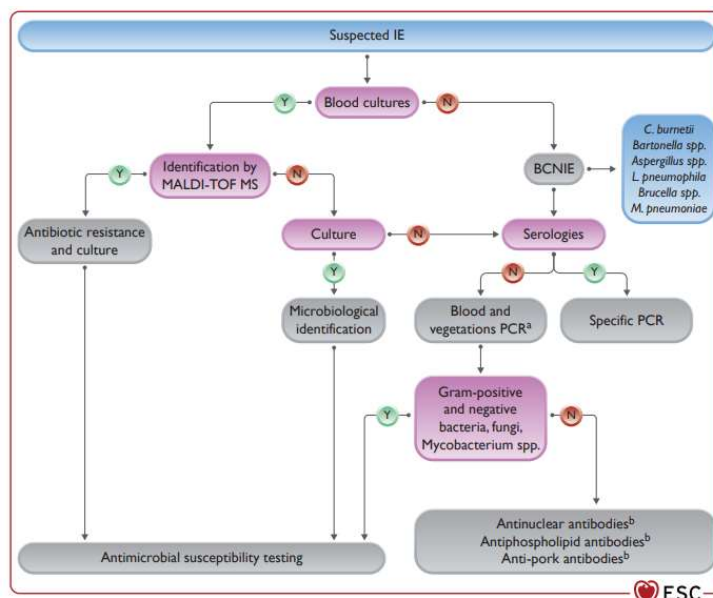 Suspected IE
Y
Blood cultures
N
C. burnetii
Bartonella spp.
Aspergillus spp.
L. pneumophila
Brucella spp.
M. pneumoniae
Y
Identification by
MALDI-TOF MS
N
BCNIE
Antibiotic resistance
and culture
Culture
N
Serologies
Y
N
Y
Microbiological
identification
Blood and
vegetations PCRa
Specific PCR
Y
Gram-positive
and negative
bacteria, fungi,
Mycobacterium spp.
N
Antimicrobial susceptibility testing
Antinuclear antibodiesb
Antiphospholipid antibodiesb
Anti-pork antibodiesb
ESC